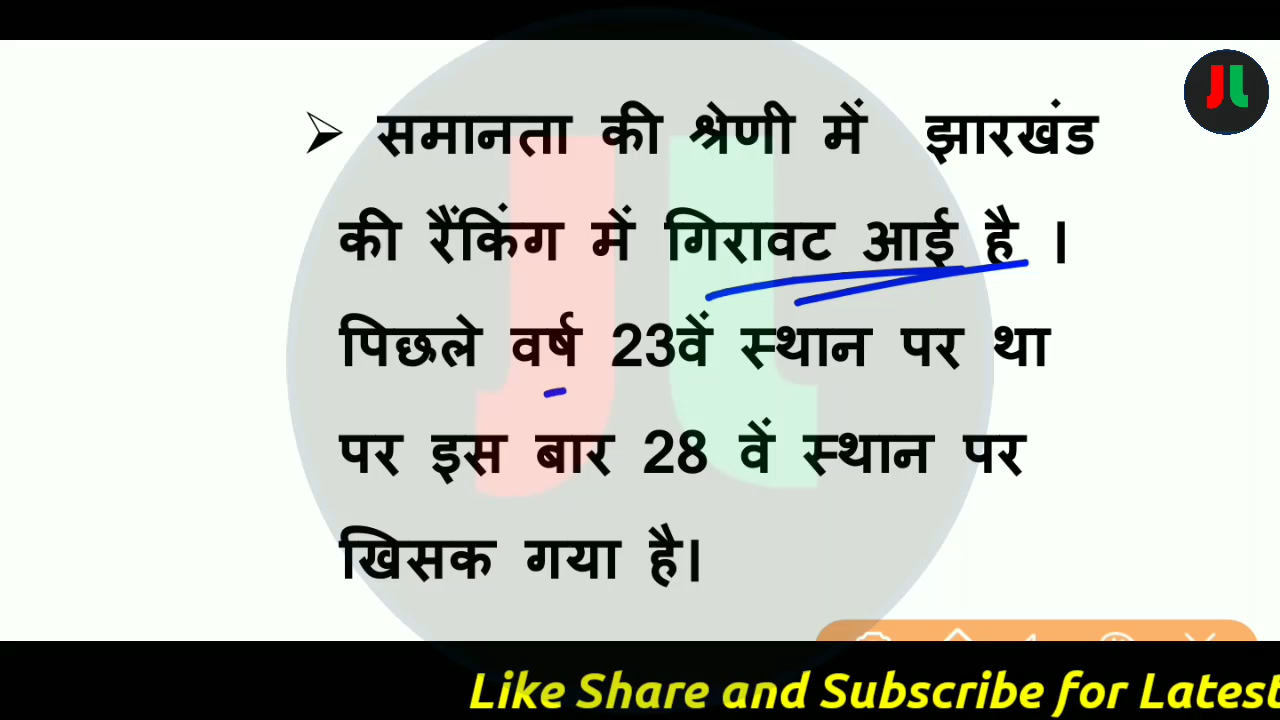 ➢ समानता की श्रेणी में झारखंड
की रैंकिंग में गिरावट आई है ।
पिछले वर्ष 23वें स्थान पर था
पर इस बार 28 वें स्थान पर
खिसक गया है।
Like Share and Subscribe for Latest